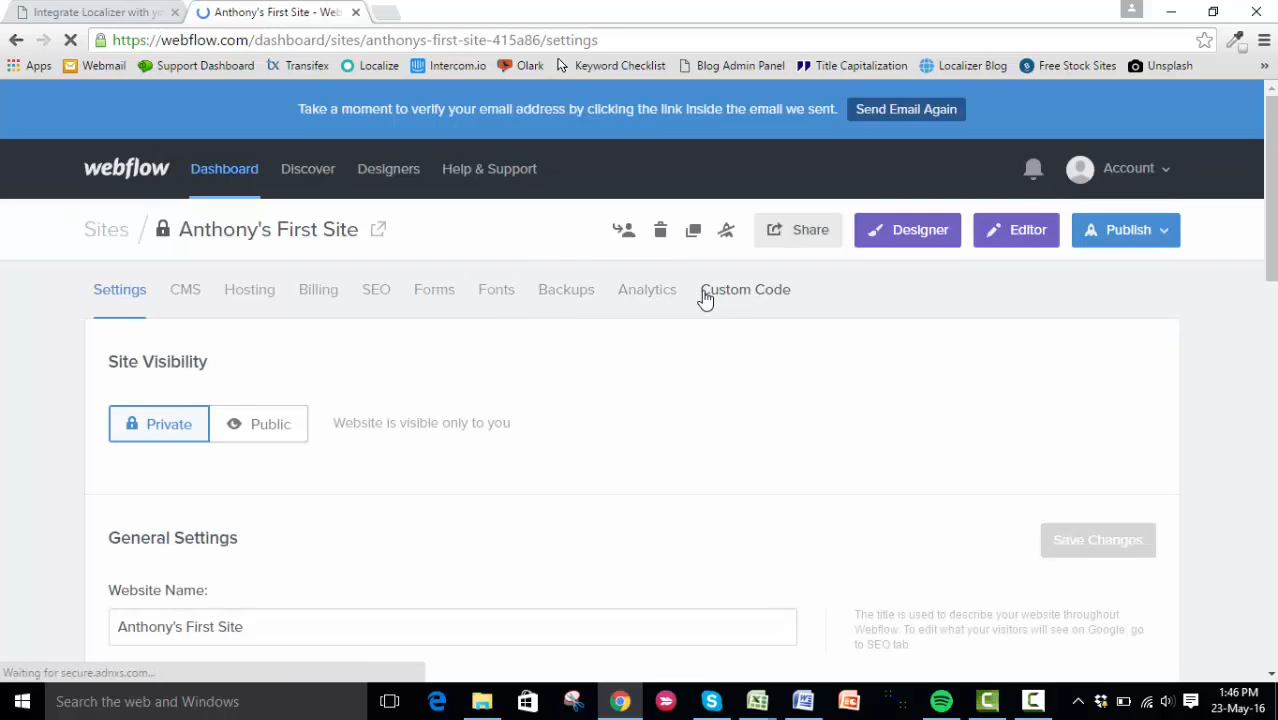 Integrate Localizer with yo
Anthony's First Site - Web
https://webflow.com/dashboard/sites/anthonys-first-site-415a86/settings
Apps Webmail Support Dashboard Transifex Localize Intercom.io Olark Keyword Checklist Blog Admin Panel Title Capitalization Localizer Blog Free Stock Sites Unsplash »
Take a moment to verify your email address by clicking the link inside the email we sent. Send Email Again
webflow Dashboard Discover Designers Help & Support Account
Sites / Anthony's First Site Share Designer Editor Publish
Settings CMS Hosting Billing SEO Forms Fonts Backups Analytics Custom Code
Site Visibility
Private Public Website is visible only to you
General Settings
Save Changes
Website Name:
Anthony's First Site
The title is used to describe your website throughout
Webflow. To edit what your visitors will see on Google, go
to SEO tab.
Waiting for secure.adnxs.com...
Search the web and Windows
1:46 PM
23-May-16